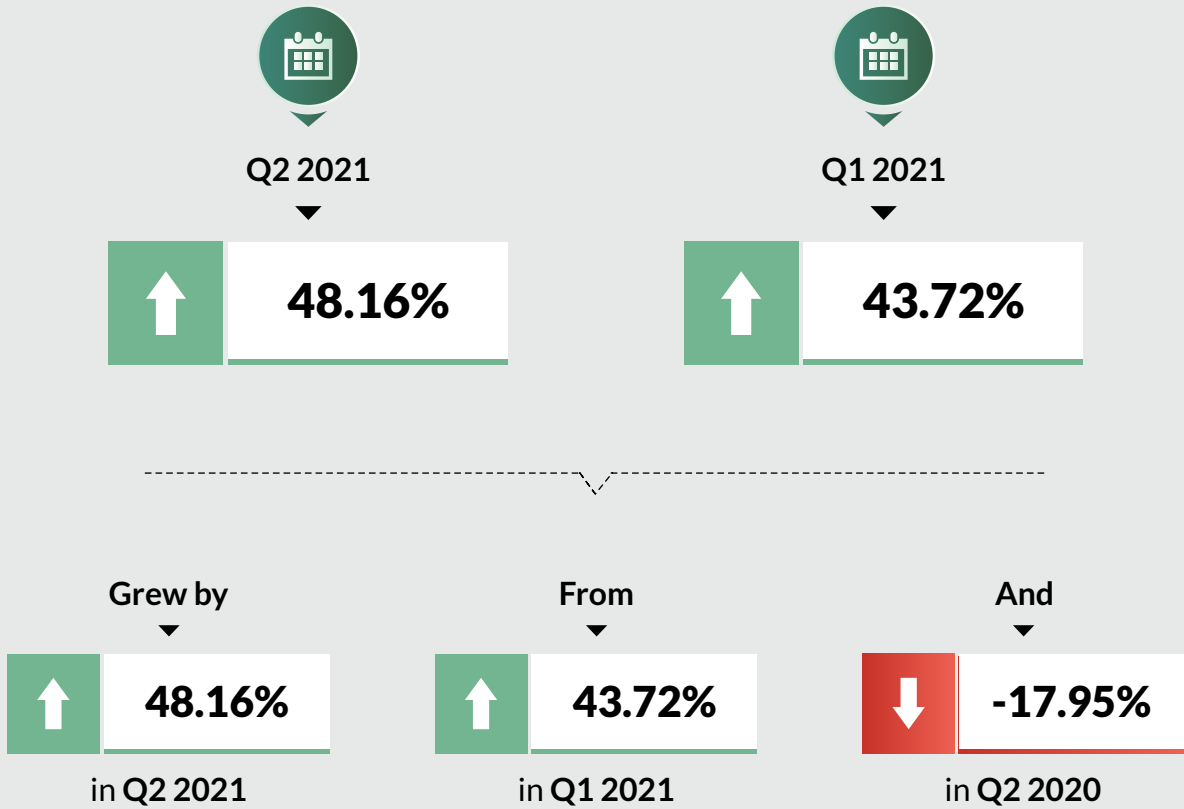 Q2 2021
Q1 2021
48.16%
43.72%
Grew by
From
And
48.16%
43.72%
-17.95%
in Q2 2021
in Q1 2021
in Q2 2020